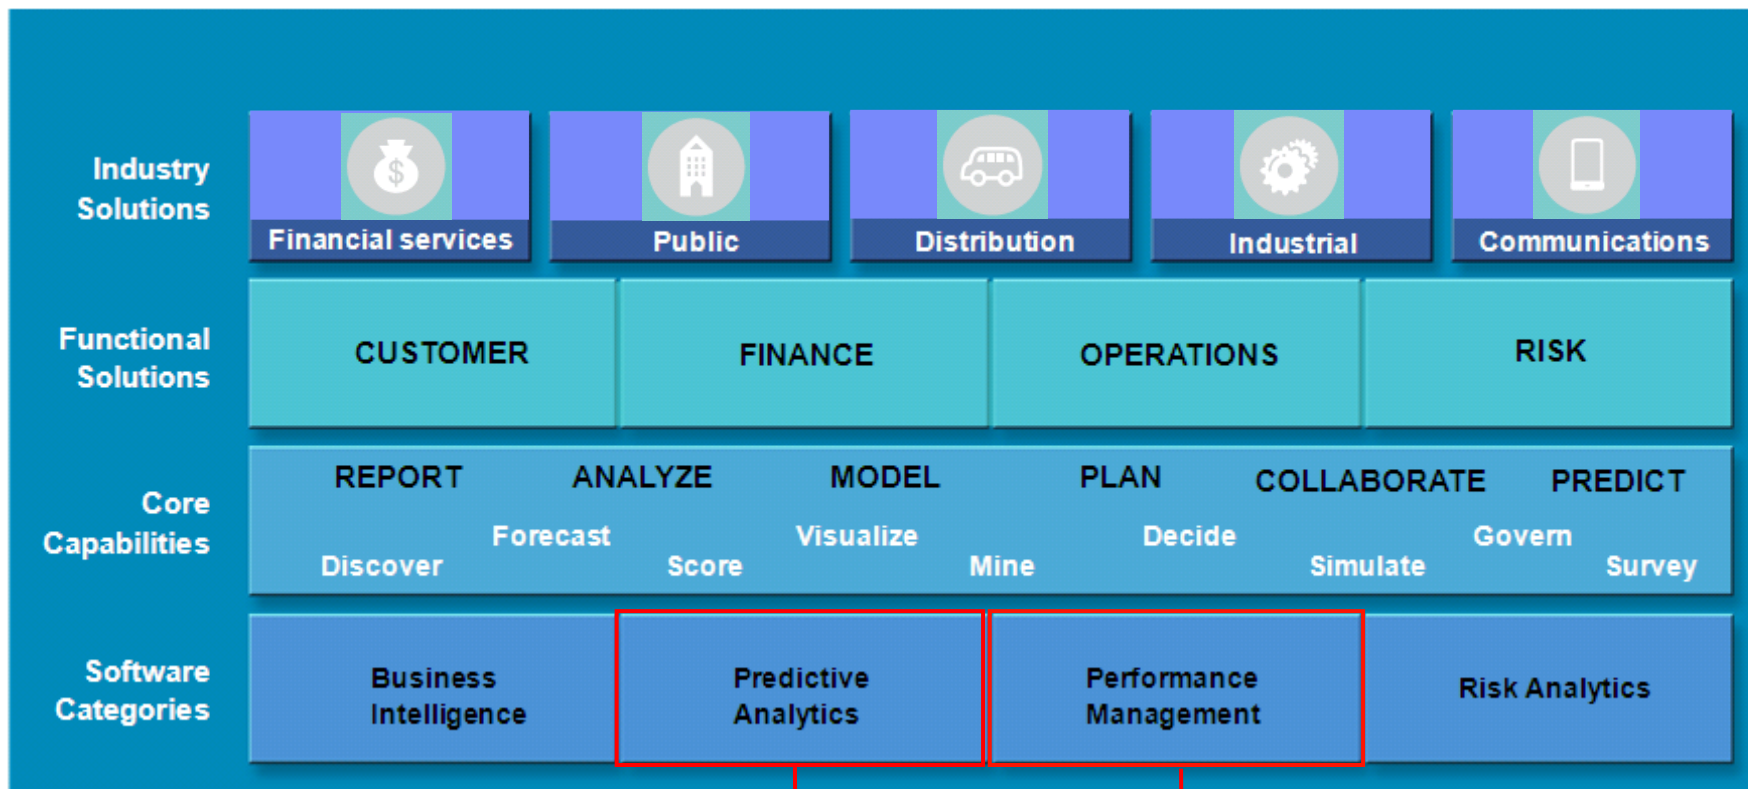 Industry
Solutions
$
Financial services
Public
Distribution
Industrial
Communications
Functional
Solutions
CUSTOMER
FINANCE
OPERATIONS
RISK
Core
Capabilities
REPORT
ANALYZE
MODEL
PLAN
COLLABORATE
PREDICT
Forecast
Visualize
Decide
Govern
Discover
Score
Mine
Simulate
Survey
Software
Categories
Business
Intelligence
Predictive
Analytics
Performance
Management
Risk Analytics